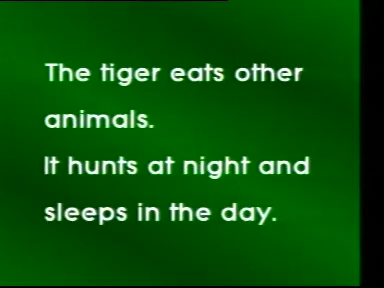 The tiger eats other
animals.
It hunts at night and
sleeps in the day.